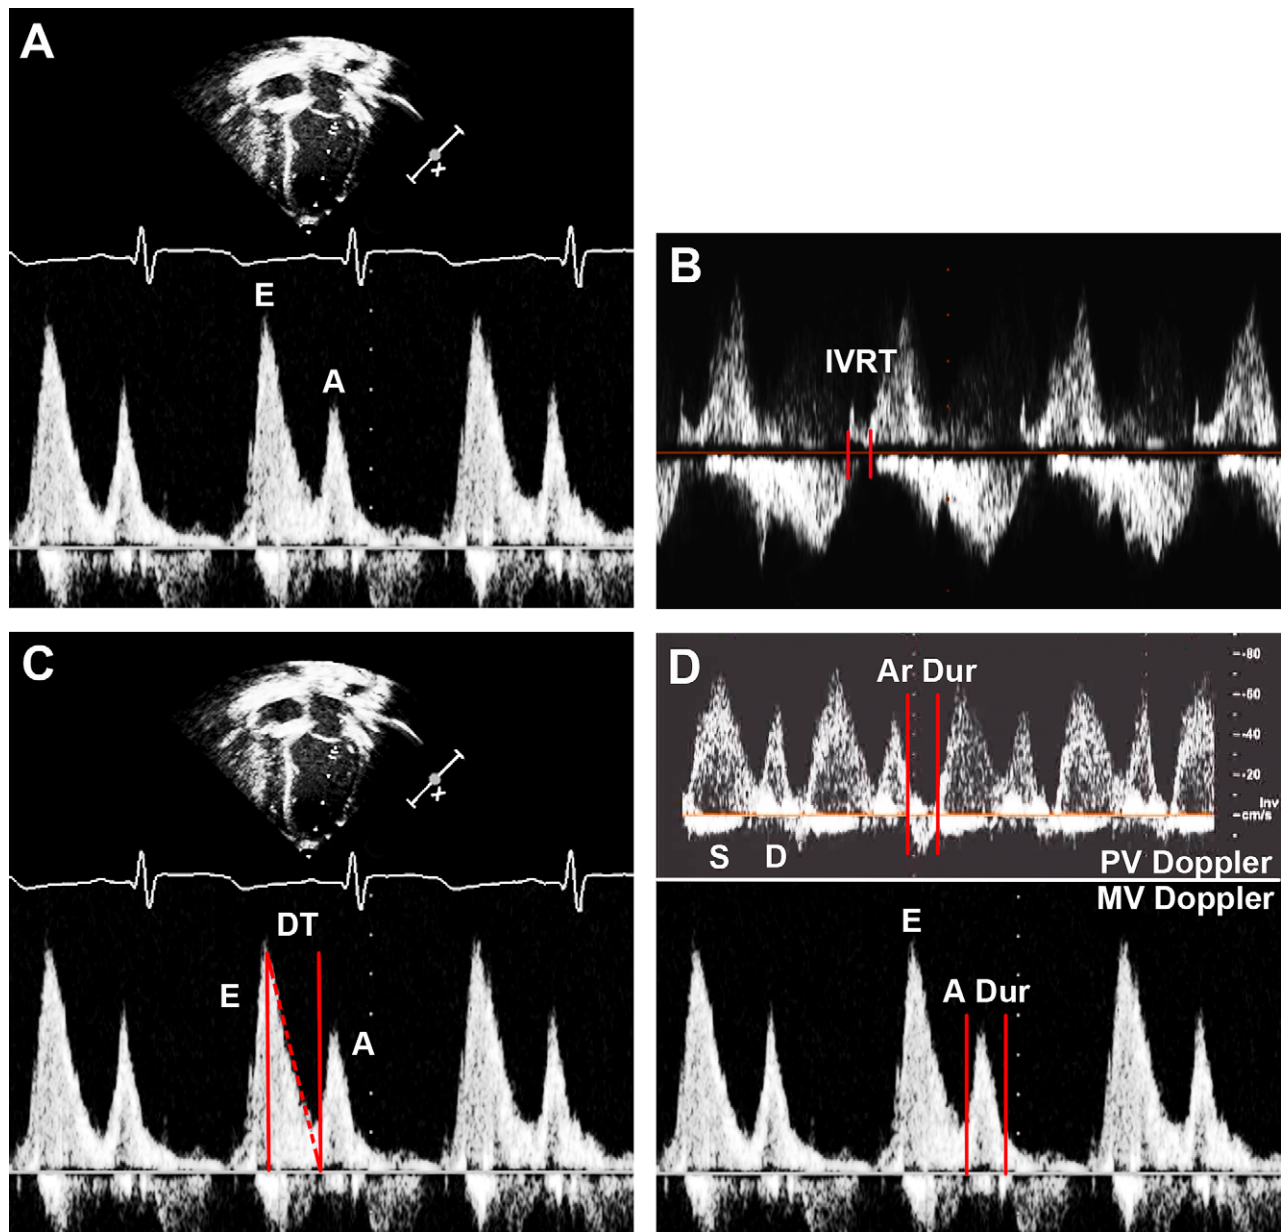 A
E
A
B
IVRT
C
DT
E
A
D
Ar Dur
-80
-60
-40
-20
Inv
cm/s
S D
PV Doppler
MV Doppler
E
A Dur